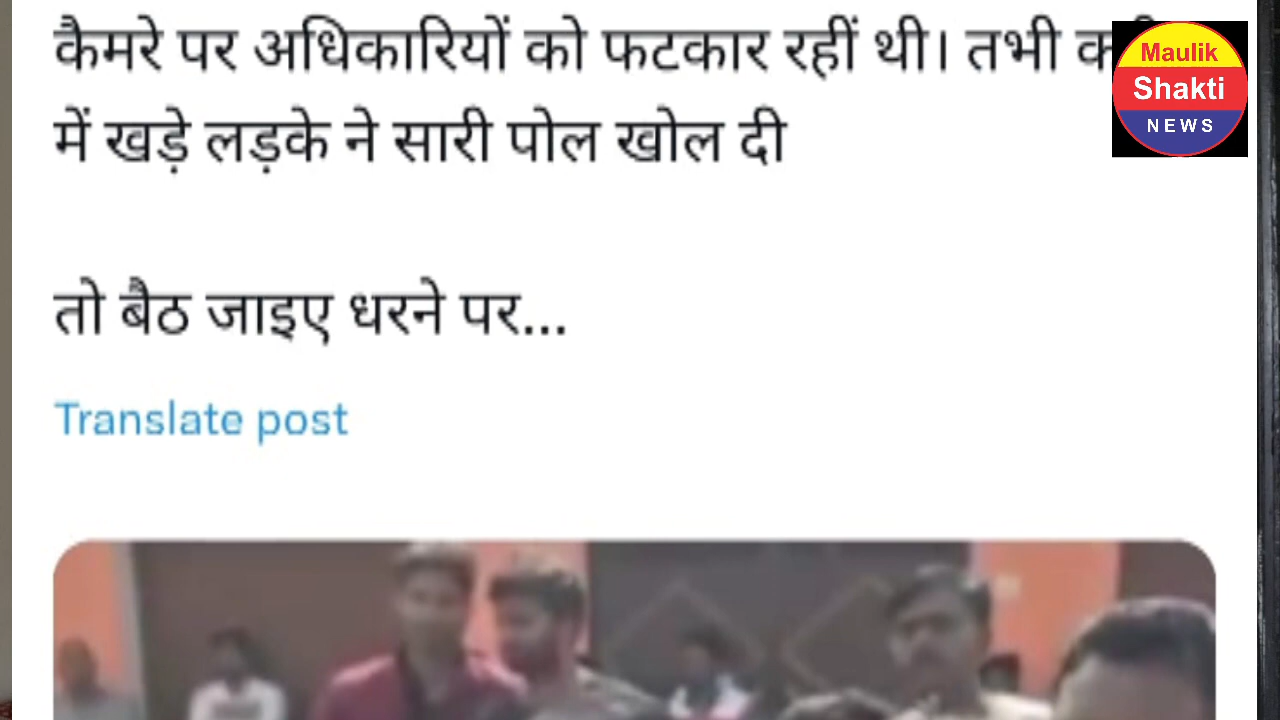 कैमरे पर अधिकारियों को फटकार रहीं थी। तभी
में खड़े लड़के ने सारी पोल खोल दी
तो बैठ जाइए धरने पर...
Translate post
Maulik
Shakti
NEWS